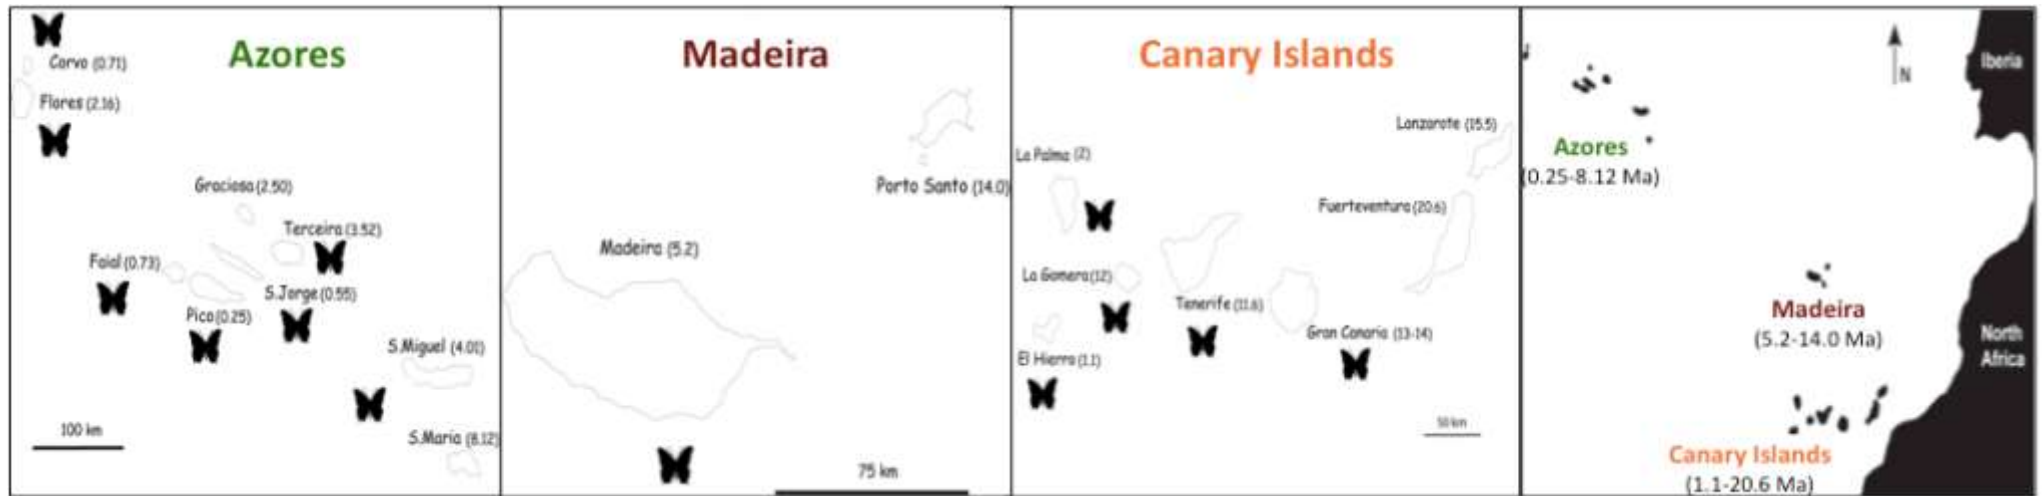 Azores
Corvo (0.71)
Flores (2.16)
Graciosa (2.50)
Terceira (3.52)
Faial (0.73)
S.Jorge (0.55)
Pico (0.25)
S.Miguel (4.01)
100 km
S.Maria (8.12)
Madeira
Porto Santo (14.0)
Madeira (5.2)
75 km
Canary Islands
Lanzarote (15.5)
La Palma (2)
Fuerteventura (20.6)
La Gomera (12)
Tenerife (11.6)
Gran Canaria (13-14)
El Hierro (1.1)
50 km
N
Iberia
Azores
(0.25-8.12 Ma)
Madeira
(5.2-14.0 Ma)
North
Africa
Canary Islands
(1.1-20.6 Ma)